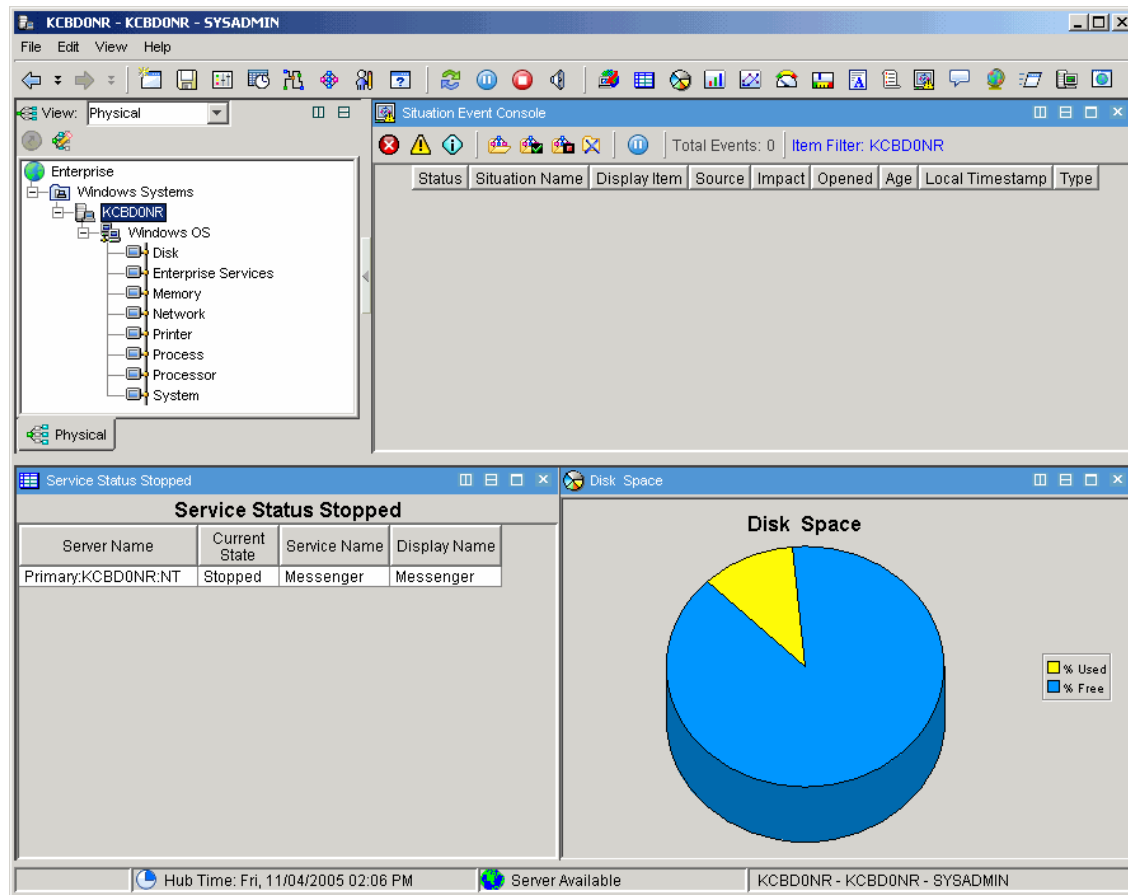 KCBD0NR - KCBD0NR - SYSADMIN
File Edit View Help
View: Physical
Enterprise
Windows Systems
KCBD0NR
Windows OS
Disk
Enterprise Services
Memory
Network
Printer
Process
Processor
System
Physical
Situation Event Console
Total Events: 0 Item Filter: KCBD0NR
Status Situation Name Display Item Source Impact Opened Age Local Timestamp Type
Service Status Stopped
Service Status Stopped
Server Name Current State Service Name Display Name
Primary:KCBD0NR:NT Stopped Messenger Messenger
Disk Space
Disk Space
% Used
% Free
Hub Time: Fri, 11/04/2005 02:06 PM Server Available KCBD0NR - KCBD0NR - SYSADMIN